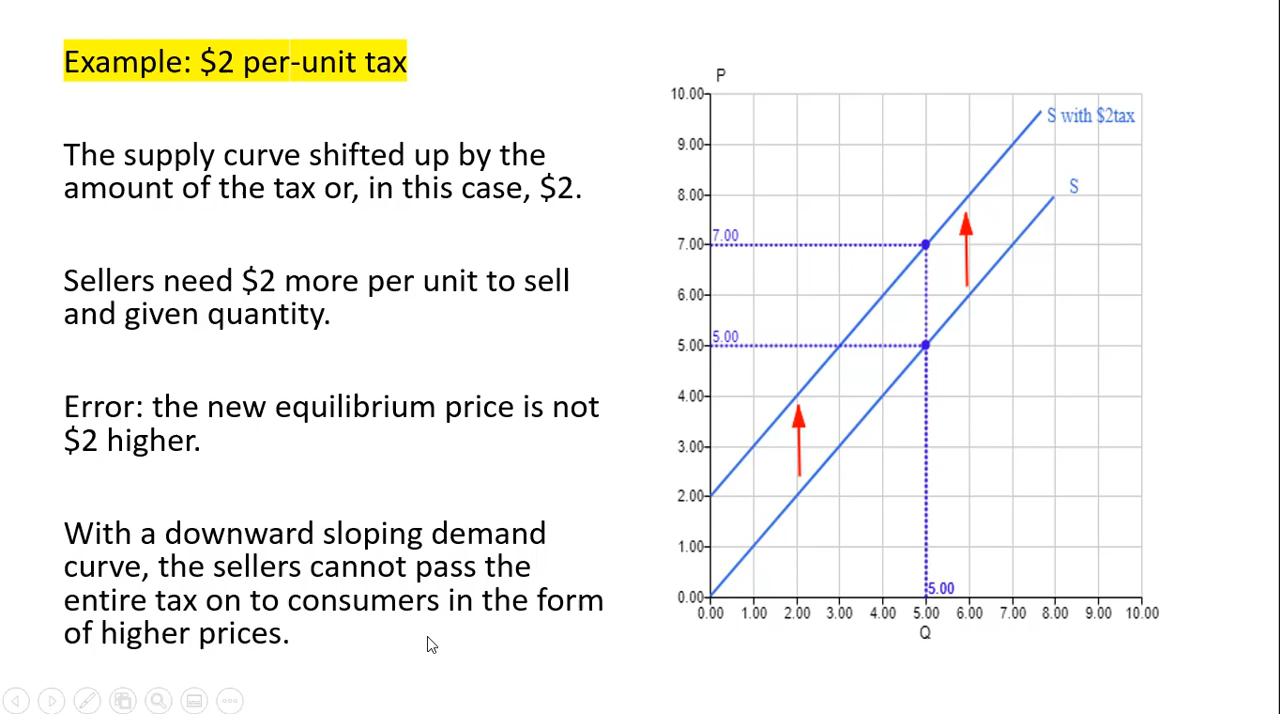 Example: $2 per-unit tax
The supply curve shifted up by the
amount of the tax or, in this case, $2.
Sellers need $2 more per unit to sell
and given quantity.
Error: the new equilibrium price is not
$2 higher.
With a downward sloping demand
curve, the sellers cannot pass the
entire tax on to consumers in the form
of higher prices.
P
10.00
S with $2tax
9.00
8.00
S
7.00
7.00
6.00
5.00
5.00
4.00
3.00
2.00
1.00
0.00
5.00
0.00 1.00 2.00 3.00 4.00 5.00 6.00 7.00 8.00 9.00 10.00
Q